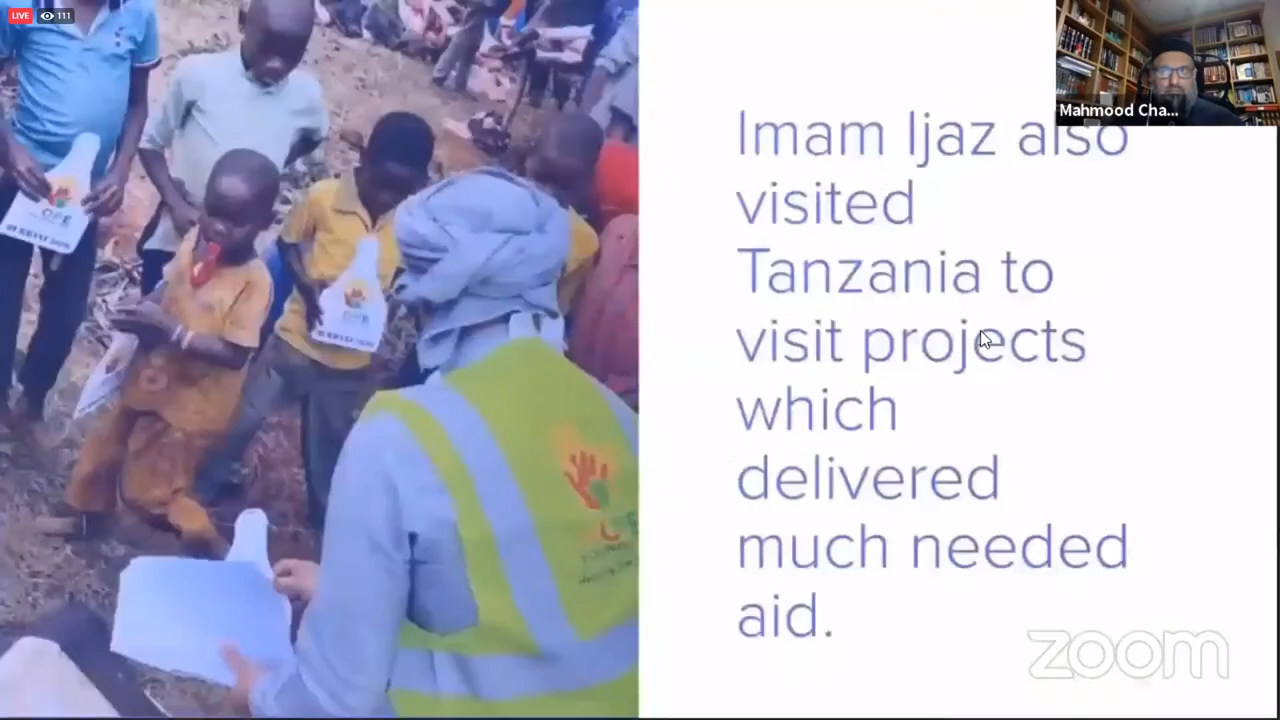 LIVE 111
Mahmood Cha...
Imam Ijaz also
visited
Tanzania to
visit projects
which
delivered
much needed
aid.
zoom